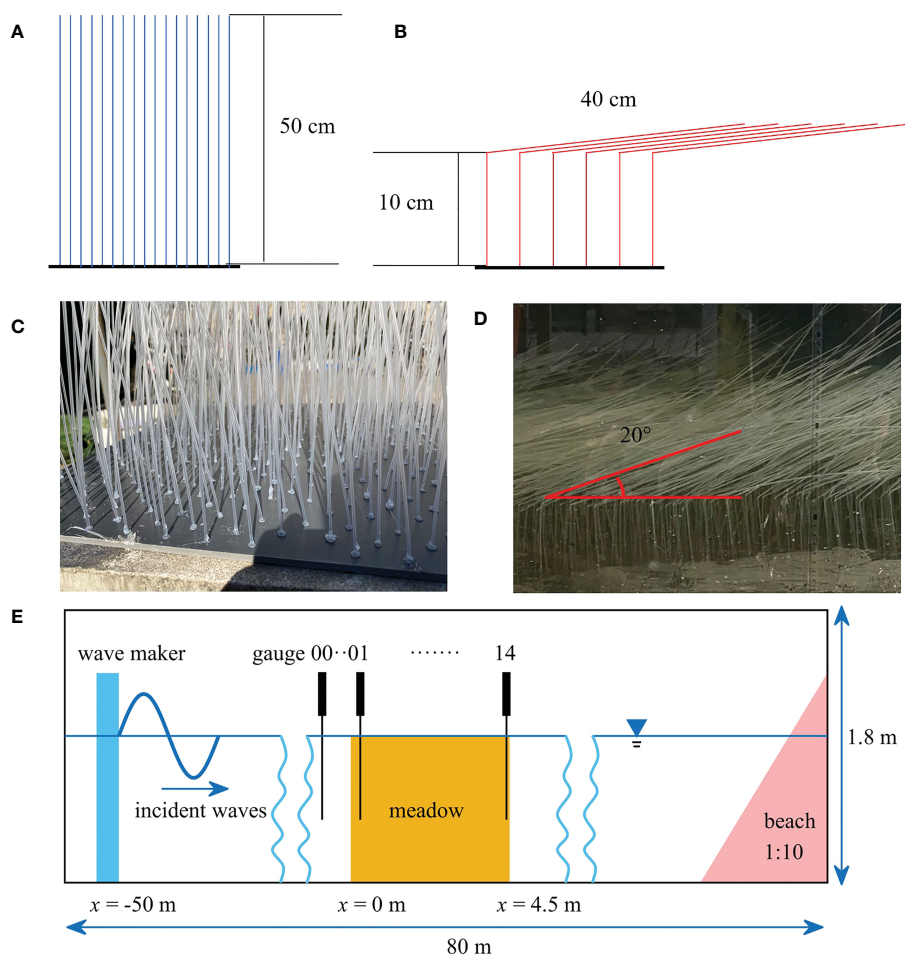 A
50 cm
B
40 cm
10 cm
C
D
20°
E
wave maker
gauge 00··01 ······· 14
incident waves
meadow
beach
1:10
1.8 m
x = -50 m
x = 0 m
x = 4.5 m
80 m